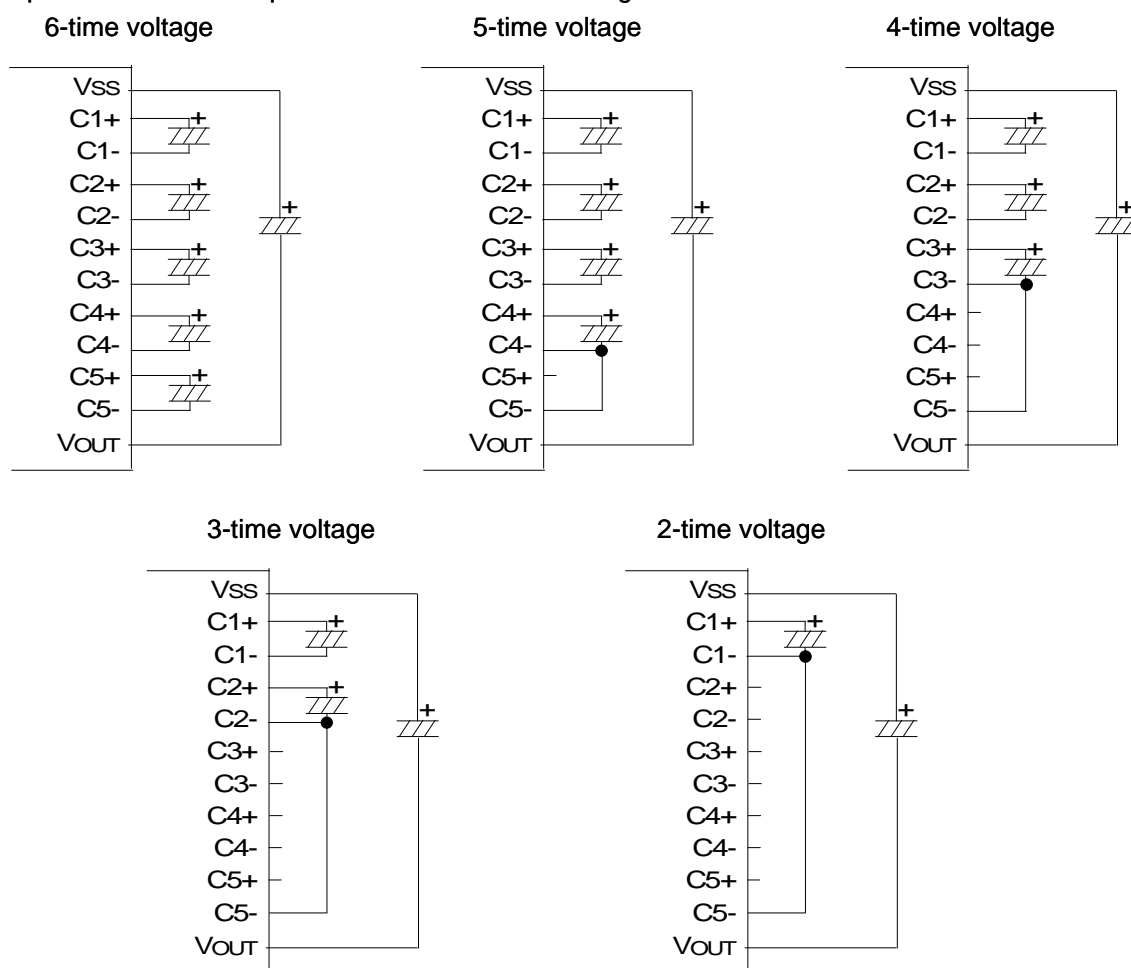 6-time voltage
VSS
C1+
C1-
C2+
C2-
C3+
C3-
C4+
C4-
C5+
C5-
VOUT
+
+
+
+
+
+
5-time voltage
VSS
C1+
C1-
C2+
C2-
C3+
C3-
C4+
C4-
C5+
C5-
VOUT
+
+
+
+
+
4-time voltage
VSS
C1+
C1-
C2+
C2-
C3+
C3-
C4+
C4-
C5+
C5-
VOUT
+
+
+
+
3-time voltage
VSS
C1+
C1-
C2+
C2-
C3+
C3-
C4+
C4-
C5+
C5-
VOUT
+
+
+
2-time voltage
VSS
C1+
C1-
C2+
C2-
C3+
C3-
C4+
C4-
C5+
C5-
VOUT
+
+